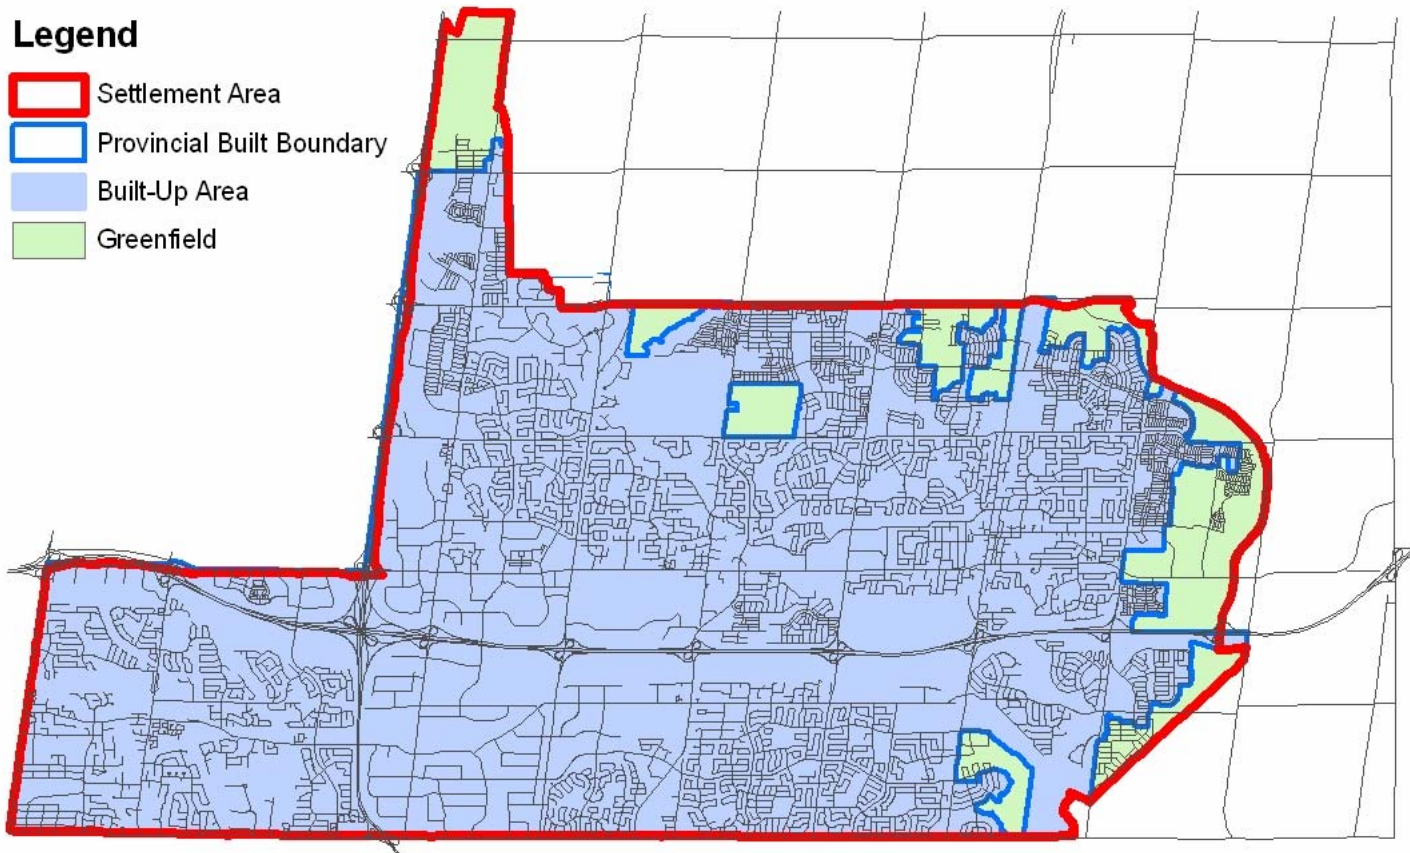 Legend
Settlement Area
Provincial Built Boundary
Built-Up Area
Greenfield